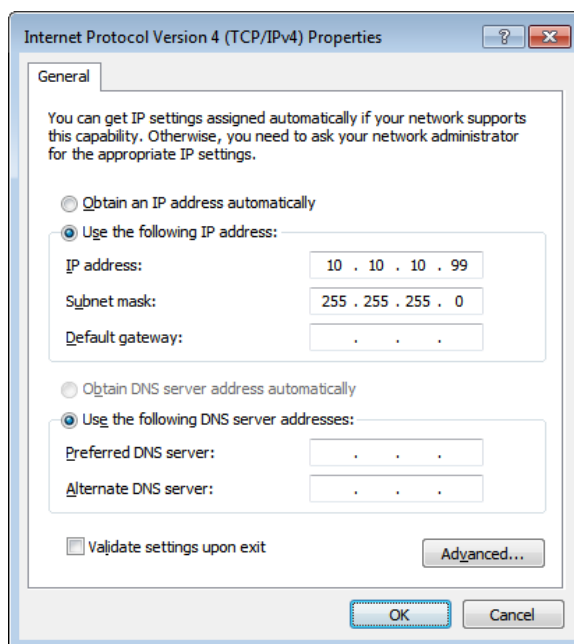 Internet Protocol Version 4 (TCP/IPv4) Properties
?
General
You can get IP settings assigned automatically if your network supports
this capability. Otherwise, you need to ask your network administrator
for the appropriate IP settings.
Obtain an IP address automatically
Use the following IP address:
IP address: 10 . 10 . 10 . 99
Subnet mask: 255 . 255 . 255 . 0
Default gateway: . . .
Obtain DNS server address automatically
Use the following DNS server addresses:
Preferred DNS server: . . .
Alternate DNS server: . . .
Validate settings upon exit
Advanced...
OK Cancel